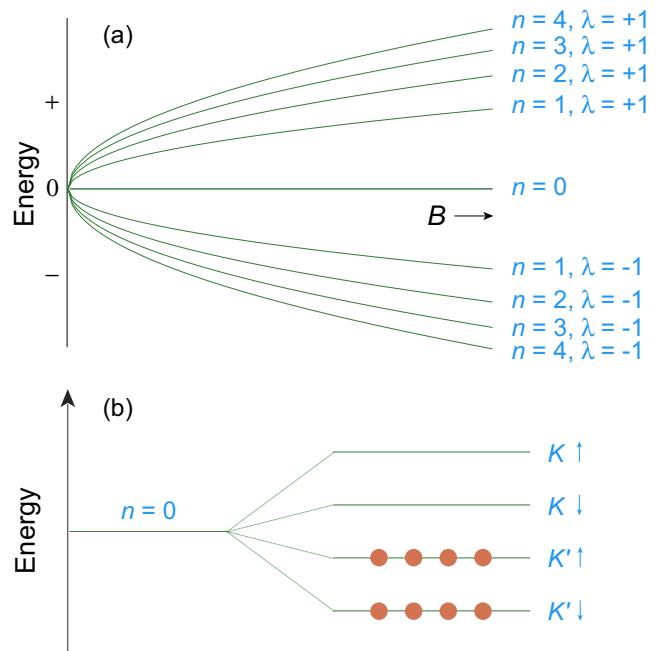 (a)
n = 4, λ = +1
n = 3, λ = +1
n = 2, λ = +1
n = 1, λ = +1
+
Energy
0
n = 0
B →
−
n = 1, λ = -1
n = 2, λ = -1
n = 3, λ = -1
n = 4, λ = -1
(b)
K ↑
K ↓
n = 0
Energy
K' ↑
K' ↓